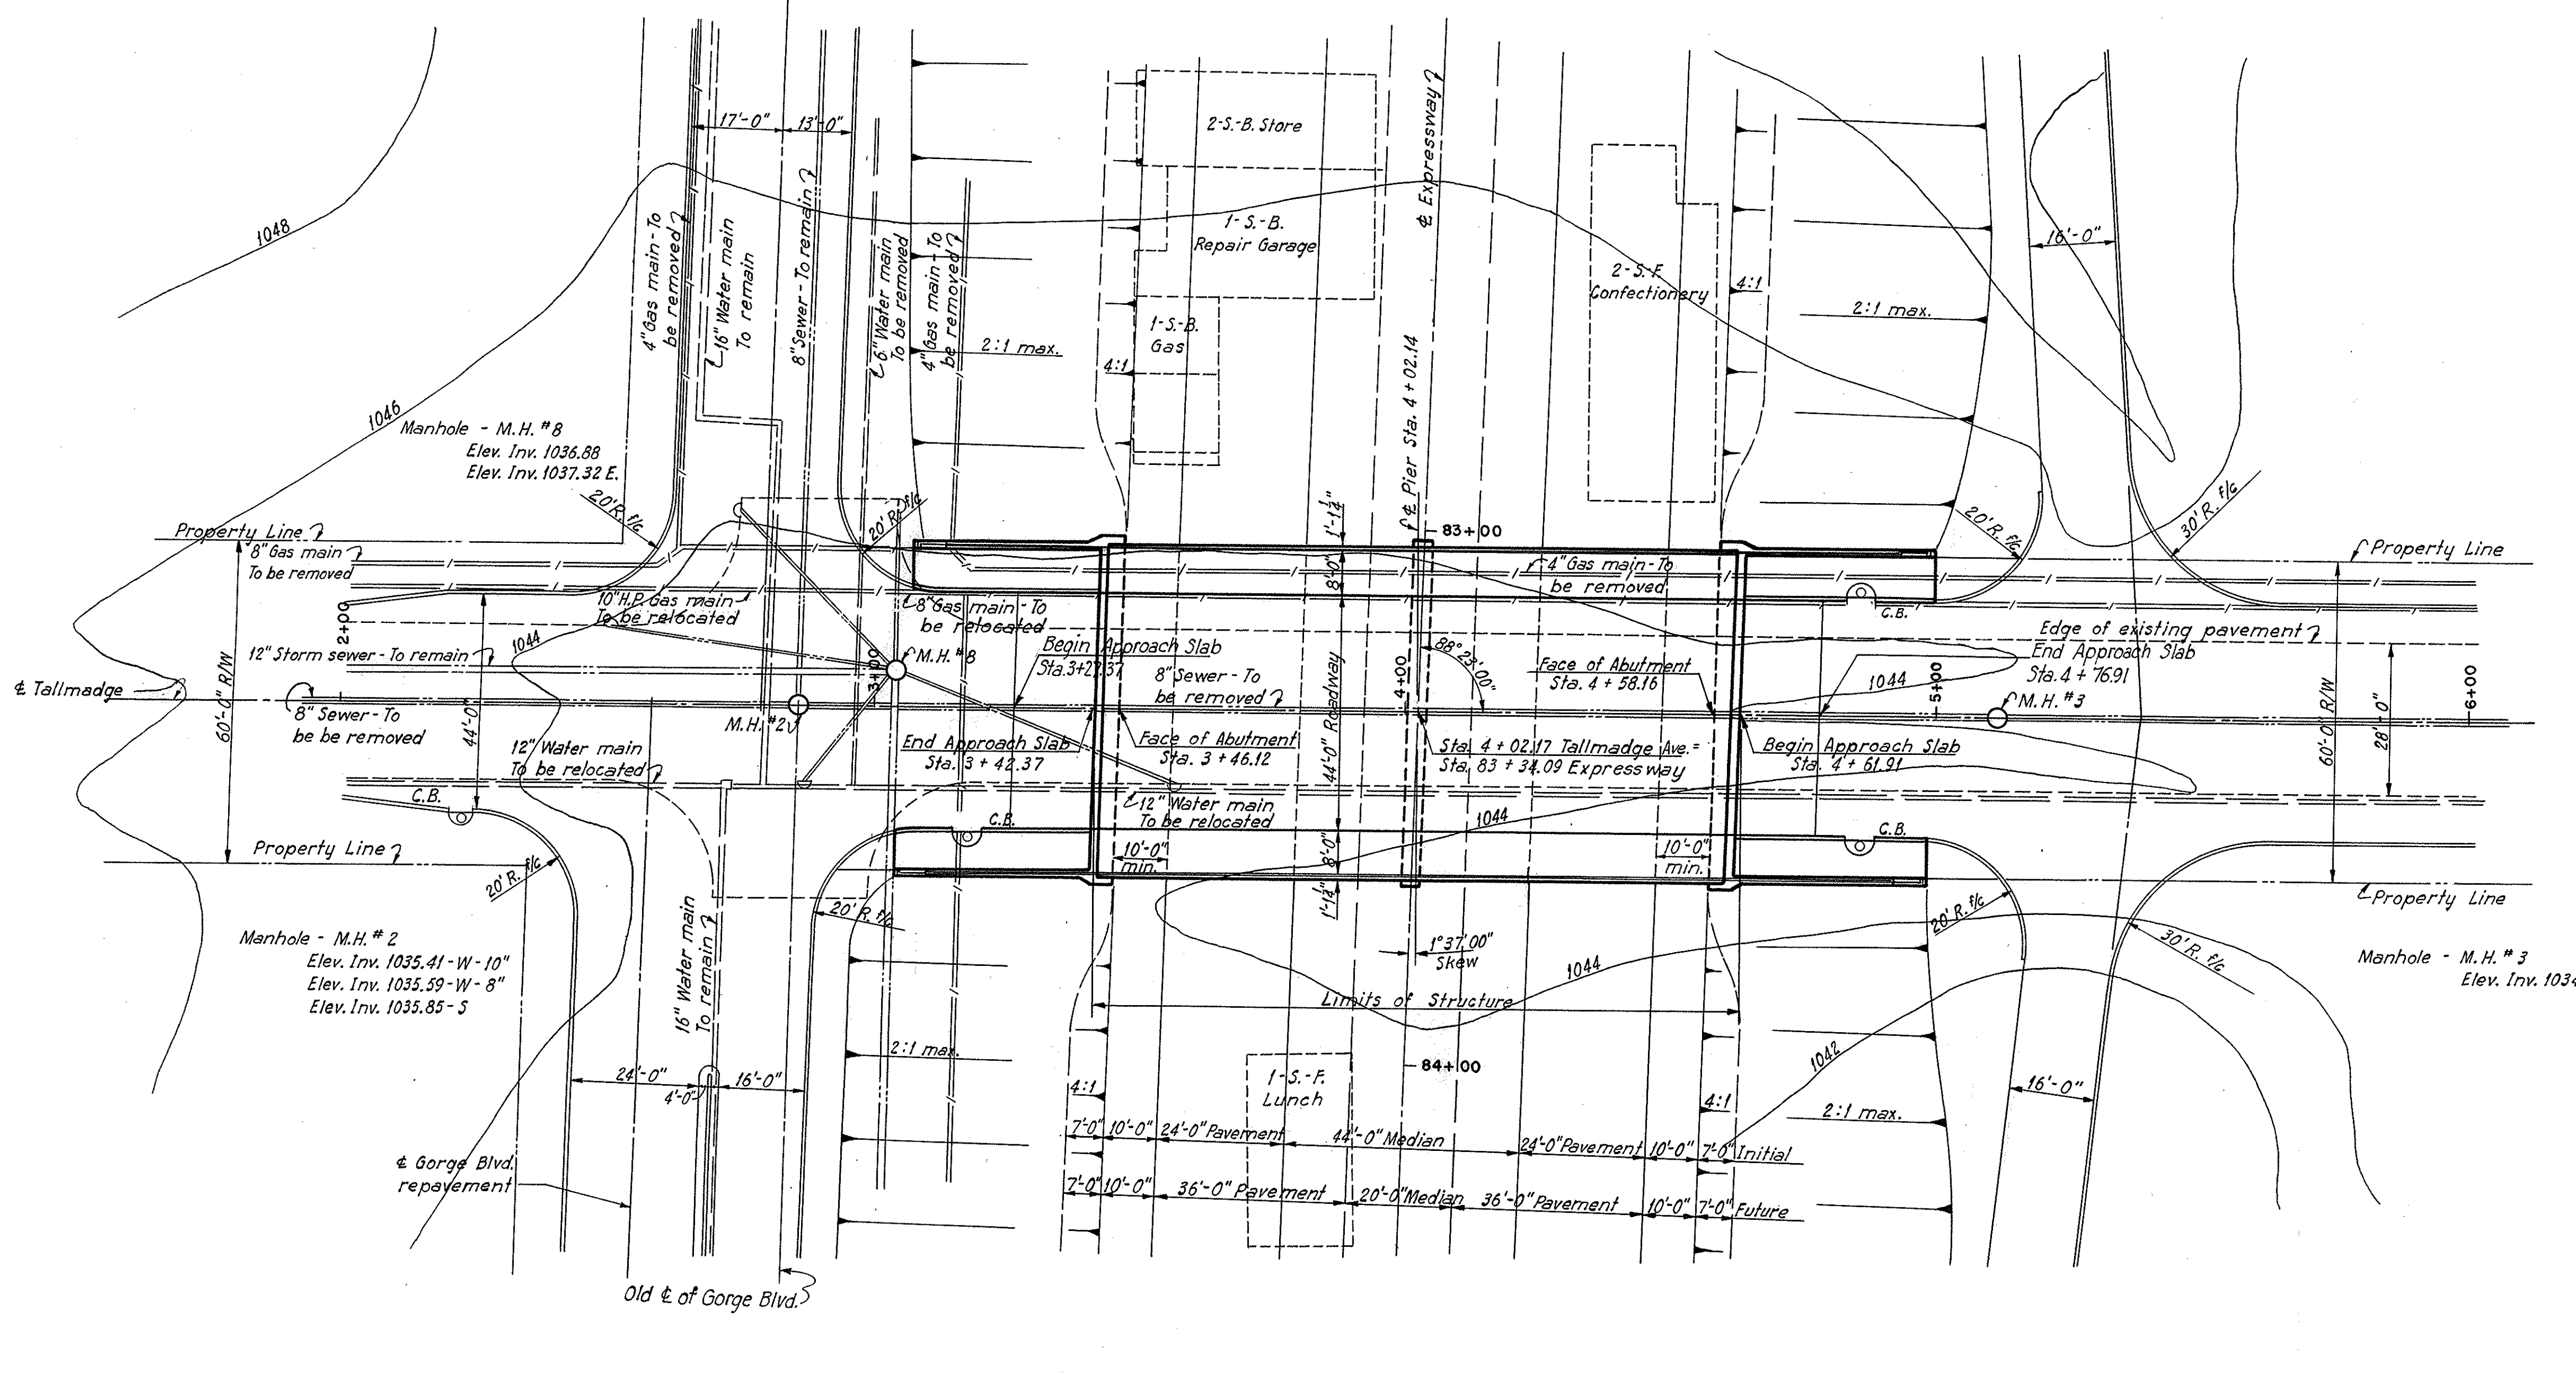 17'-0"
13'-0"
2-S.-B. Store
1-S.-B.
Repair Garage
1-S.-B.
Gas
2-S.-F.
Confectionery
℄ Expressway
1048
1046
4" Gas main - To
be removed
16" Water main
To remain
8" Sewer - To remain
6" Water main
To be removed
4" Gas main - To
be removed
2:1 max.
4:1
℄ Pier Sta. 4 + 02.14
4:1
2:1 max.
16'-0"
Manhole - M.H. #8
Elev. Inv. 1036.88
Elev. Inv. 1037.32 E.
20' R. f/c
20' R. f/c
1'-1¼"
83+00
20' R. f/c
30' R. f/c
Property Line
8" Gas main
To be removed
Property Line
8'-0"
4" Gas main - To
be removed
10" H.P. Gas main
To be relocated
8" Gas main - To
be relocated
C.B.
2+00
1044
12" Storm sewer - To remain
M.H. #8
3+00
Begin Approach Slab
Sta. 3+27.37
8" Sewer - To
be removed
88° 23' 00"
4+00
Face of Abutment
Sta. 4 + 58.16
Edge of existing pavement
End Approach Slab
Sta. 4 + 76.91
1044
5+00
M.H. #3
6+00
℄ Tallmadge
60'-0" R/W
8" Sewer - To
be be removed
44'-0"
M.H. #2
12" Water main
To be relocated
End Approach Slab
Sta. 3 + 42.37
Face of Abutment
Sta. 3 + 46.12
44'-0" Roadway
Sta. 4 + 02.17 Tallmadge Ave. =
Sta. 83 + 34.09 Expressway
Begin Approach Slab
Sta. 4 + 61.91
60'-0" R/W
28'-0"
C.B.
12" Water main
To be relocated
C.B.
1044
C.B.
Property Line
20' R. f/c
10'-0"
min.
8'-0"
10'-0"
min.
1'-1¼"
Property Line
20' R. f/c
20' R. f/c
30' R. f/c
16" Water main
To remain
1°37'00"
Skew
1044
Manhole - M.H. # 2
Elev. Inv. 1035.41 - W - 10"
Elev. Inv. 1035.59 - W - 8"
Elev. Inv. 1035.85 - S
Manhole - M.H. # 3
Elev. Inv. 1034
Limits of Structure
2:1 max.
84+00
1042
24'-0"
4'-0"
16'-0"
4:1
1-S.-F.
Lunch
4:1
2:1 max.
16'-0"
7'-0" 10'-0" 24'-0" Pavement 44'-0" Median 24'-0" Pavement 10'-0" 7'-0" Initial
℄ Gorge Blvd.
repavement
7'-0" 10'-0" 36'-0" Pavement 20'-0" Median 36'-0" Pavement 10'-0" 7'-0" Future
Old ℄ of Gorge Blvd.